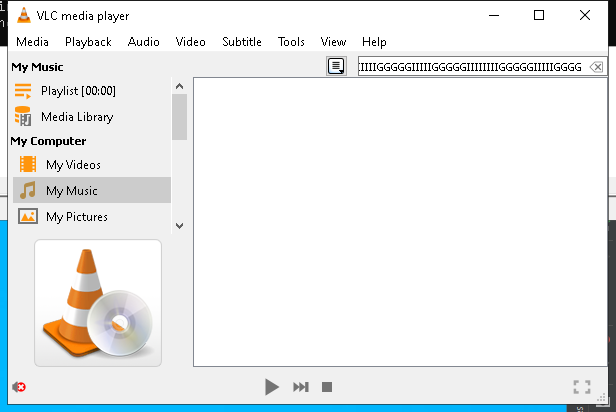 VLC media player
Media Playback Audio Video Subtitle Tools View Help
My Music
IIIIGGGGGIIIIIGGGGGIIIIIIIIGGGGGIIIIIGGGG
Playlist [00:00]
Media Library
My Computer
My Videos
My Music
My Pictures